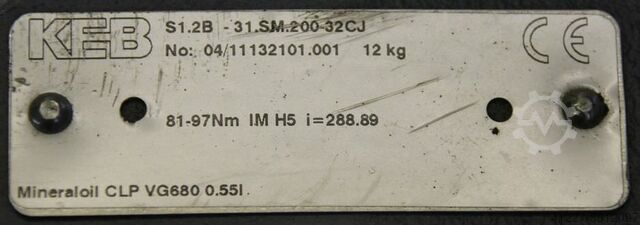 KEB S1.2B - 31.SM.200-32CJ
No: 04/11132101.001 12 kg
CE
81-97Nm IM H5 i=288.89
Mineraloil CLP VG680 0.55l